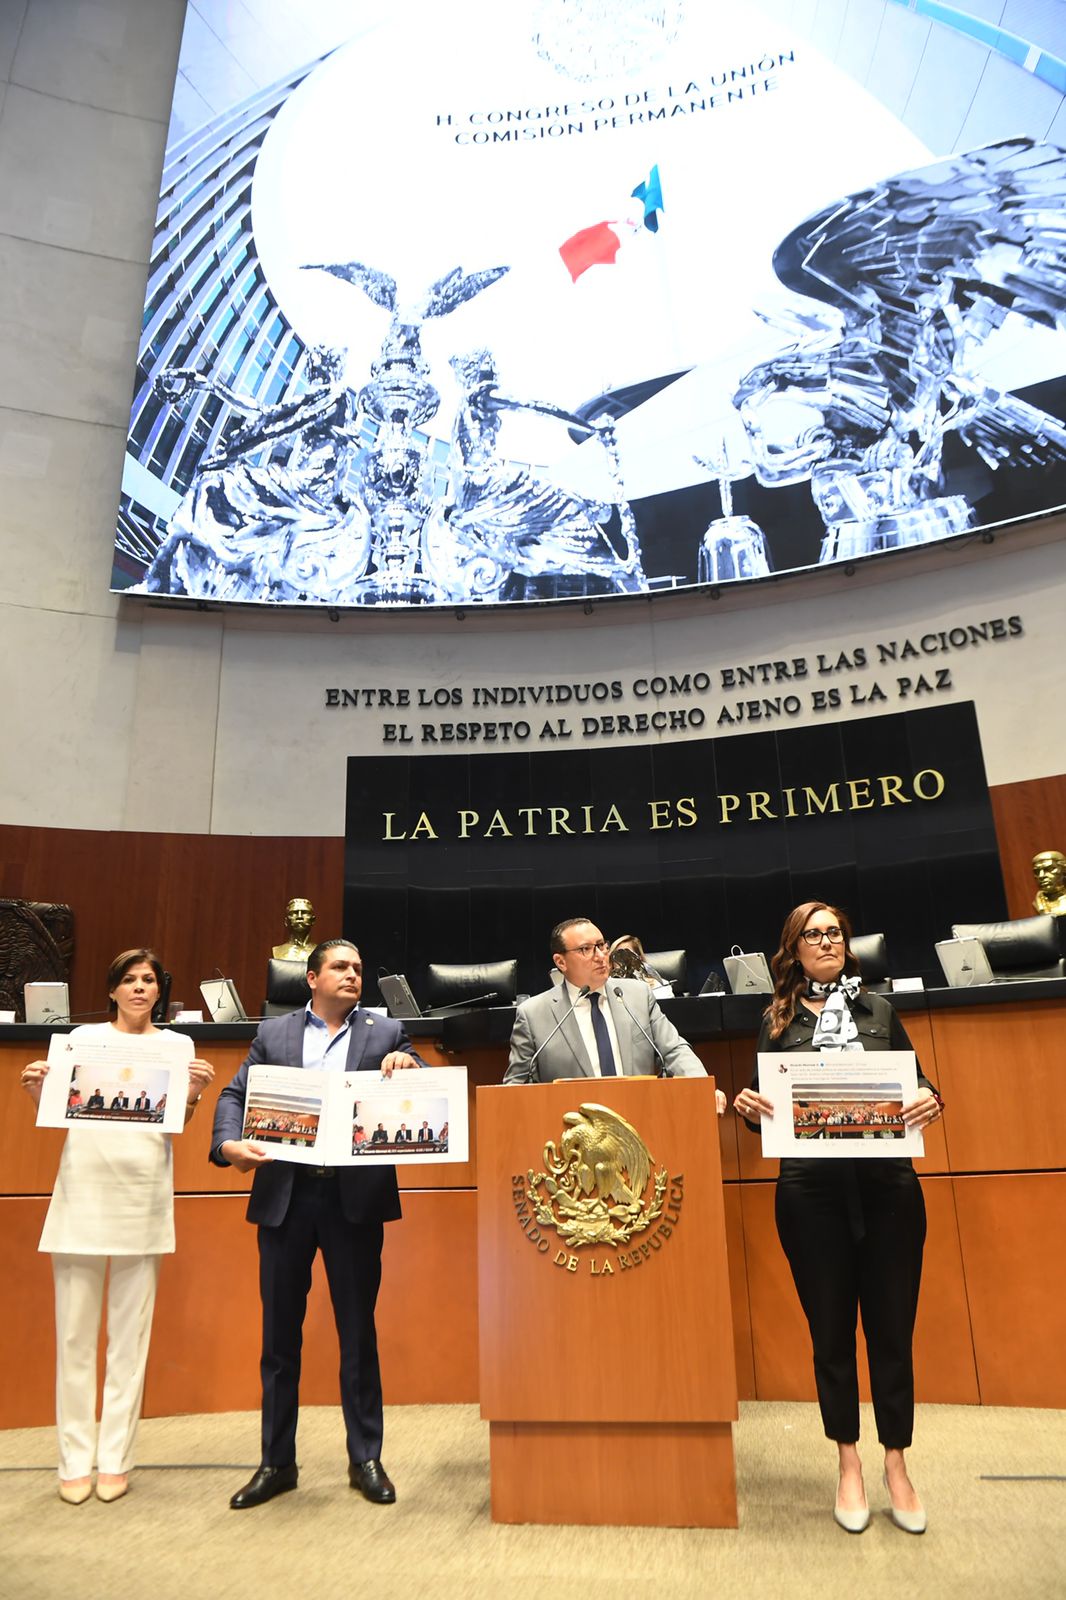 H. CONGRESO DE LA UNIÓN
COMISIÓN PERMANENTE
ENTRE LOS INDIVIDUOS COMO ENTRE LAS NACIONES
EL RESPETO AL DERECHO AJENO ES LA PAZ
LA PATRIA ES PRIMERO
SENADO DE LA REPÚBLICA